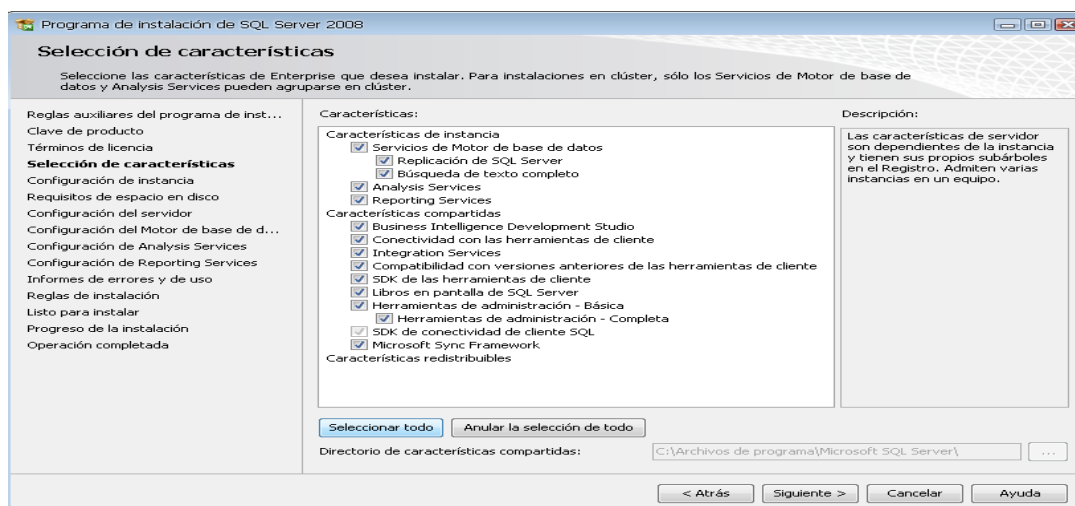 Programa de instalación de SQL Server 2008
Selección de características
Seleccione las características de Enterprise que desea instalar. Para instalaciones en clúster, sólo los Servicios de Motor de base de
datos y Analysis Services pueden agruparse en clúster.
Reglas auxiliares del programa de inst...
Clave de producto
Términos de licencia
Selección de características
Configuración de instancia
Requisitos de espacio en disco
Configuración del servidor
Configuración del Motor de base de d...
Configuración de Analysis Services
Configuración de Reporting Services
Informes de errores y de uso
Reglas de instalación
Listo para instalar
Progreso de la instalación
Operación completada
Características:
Características de instancia
Servicios de Motor de base de datos
Replicación de SQL Server
Búsqueda de texto completo
Analysis Services
Reporting Services
Características compartidas
Business Intelligence Development Studio
Conectividad con las herramientas de cliente
Integration Services
Compatibilidad con versiones anteriores de las herramientas de cliente
SDK de las herramientas de cliente
Libros en pantalla de SQL Server
Herramientas de administración - Básica
Herramientas de administración - Completa
SDK de conectividad de cliente SQL
Microsoft Sync Framework
Características redistribuibles
Descripción:
Las características de servidor
son dependientes de la instancia
y tienen sus propios subárboles
en el Registro. Admiten varias
instancias en un equipo.
Seleccionar todo
Anular la selección de todo
Directorio de características compartidas:
C:\Archivos de programa\Microsoft SQL Server\
...
< Atrás
Siguiente >
Cancelar
Ayuda